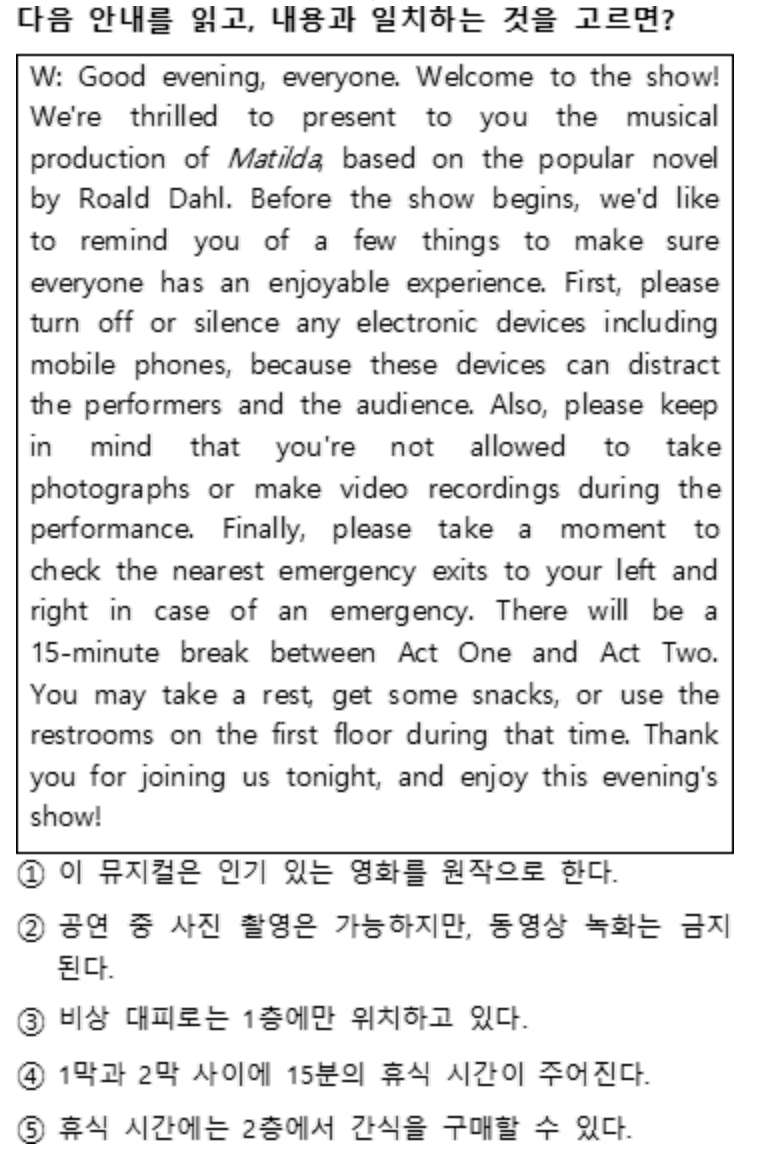 다음 안내를 읽고, 내용과 일치하는 것을 고르면?
W: Good evening, everyone. Welcome to the show!
We're thrilled to present to you the musical
production of Matilda, based on the popular novel
by Roald Dahl. Before the show begins, we'd like
to remind you of a few things to make sure
everyone has an enjoyable experience. First, please
turn off or silence any electronic devices including
mobile phones, because these devices can distract
the performers and the audience. Also, please keep
in mind that you're not allowed to take
photographs or make video recordings during the
performance. Finally, please take a moment to
check the nearest emergency exits to your left and
right in case of an emergency. There will be a
15-minute break between Act One and Act Two.
You may take a rest, get some snacks, or use the
restrooms on the first floor during that time. Thank
you for joining us tonight, and enjoy this evening's
show!
① 이 뮤지컬은 인기 있는 영화를 원작으로 한다.
② 공연 중 사진 촬영은 가능하지만, 동영상 녹화는 금지
된다.
③ 비상 대피로는 1층에만 위치하고 있다.
④ 1막과 2막 사이에 15분의 휴식 시간이 주어진다.
⑤ 휴식 시간에는 2층에서 간식을 구매할 수 있다.